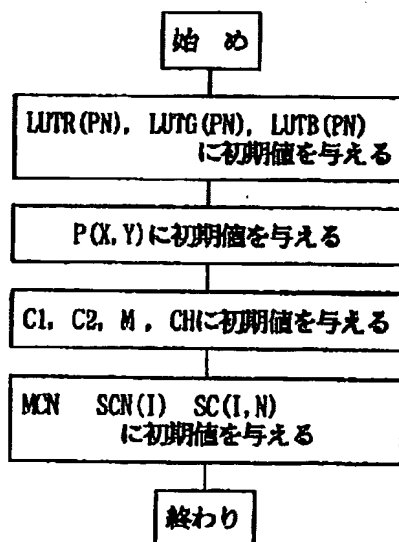 始 め
LUTR(PN), LUTG(PN), LUTB(PN)
に初期値を与える
P(X,Y)に初期値を与える
C1, C2, M , CHに初期値を与える
MCN SCN(I) SC(I,N)
に初期値を与える
終わり